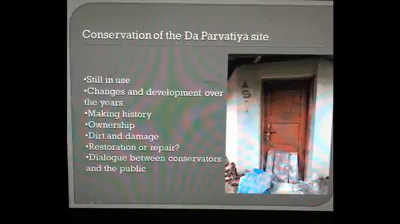 Conservation of the Da Parvatiya site
•Still in use
•Changes and development over
the years
•Making history
•Ownership
•Dirt and damage
•Restoration or repair?
•Dialogue between conservators
and the public